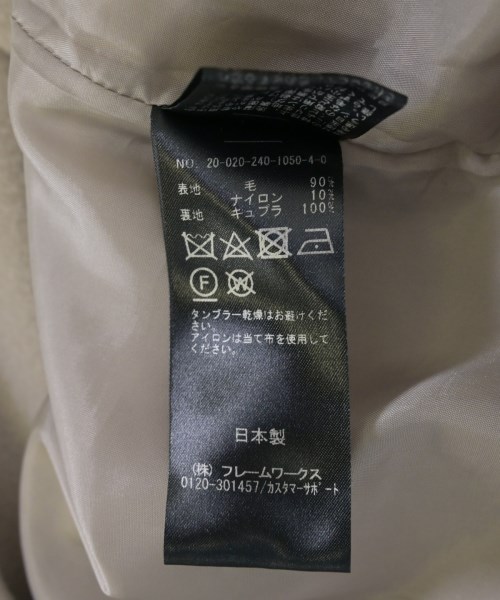 NO. 20-020-240-1050-4-0
表地 毛 90%
ナイロン 10%
裏地 キュプラ 100%
F W
タンブラー乾燥はお避けくだ
さい。
アイロンは当て布を使用して
ください。
日本製
(株) フレームワークス
0120-301457/カスタマーサポート